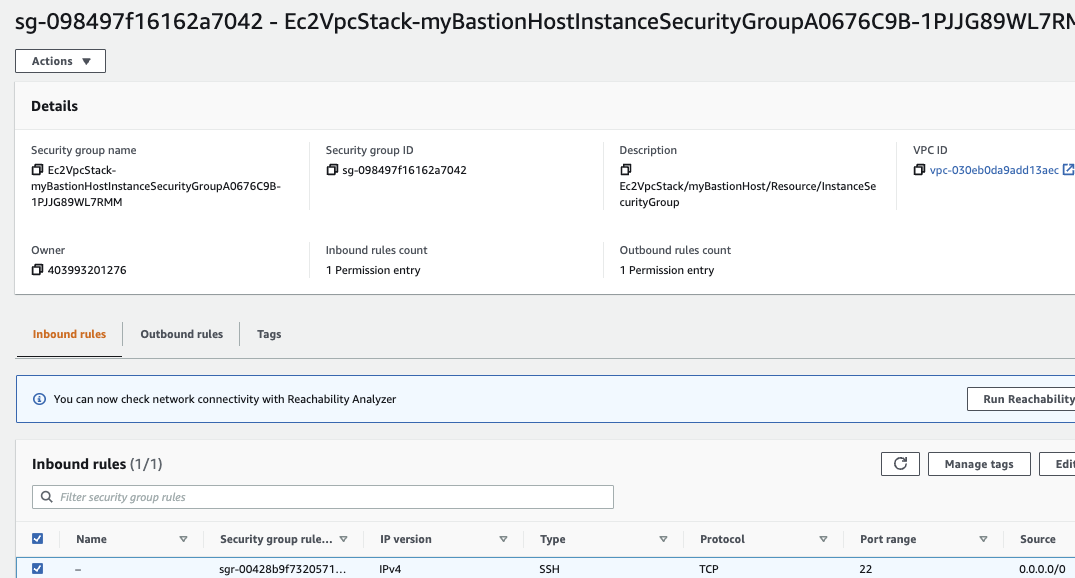 sg-098497f16162a7042 - Ec2VpcStack-myBastionHostInstanceSecurityGroupA0676C9B-1PJJG89WL7RM
Actions
Details
Security group name
Ec2VpcStack-
myBastionHostInstanceSecurityGroupA0676C9B-
1PJJG89WL7RMM
Security group ID
sg-098497f16162a7042
Description
Ec2VpcStack/myBastionHost/Resource/InstanceSe
curityGroup
VPC ID
vpc-030eb0da9add13aec
Owner
403993201276
Inbound rules count
1 Permission entry
Outbound rules count
1 Permission entry
Inbound rules
Outbound rules
Tags
You can now check network connectivity with Reachability Analyzer
Run Reachability
Inbound rules (1/1)
Manage tags
Edit
Filter security group rules
Name
Security group rule...
IP version
Type
Protocol
Port range
Source
–
sgr-00428b9f7320571...
IPv4
SSH
TCP
22
0.0.0.0/0